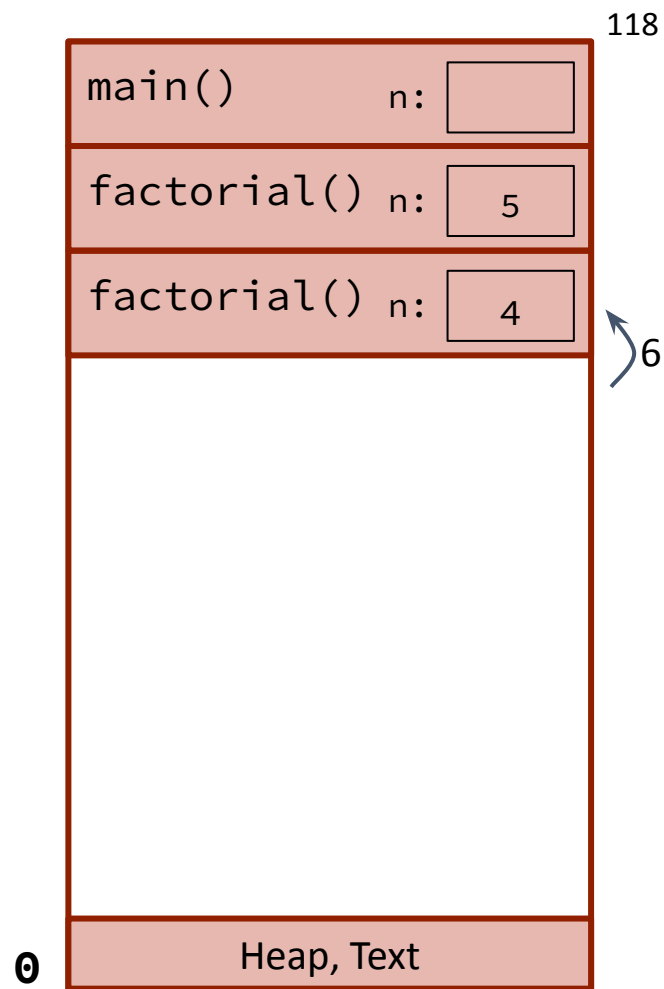 118
main() n:
factorial() n: 5
factorial() n: 4
6
Heap, Text
0